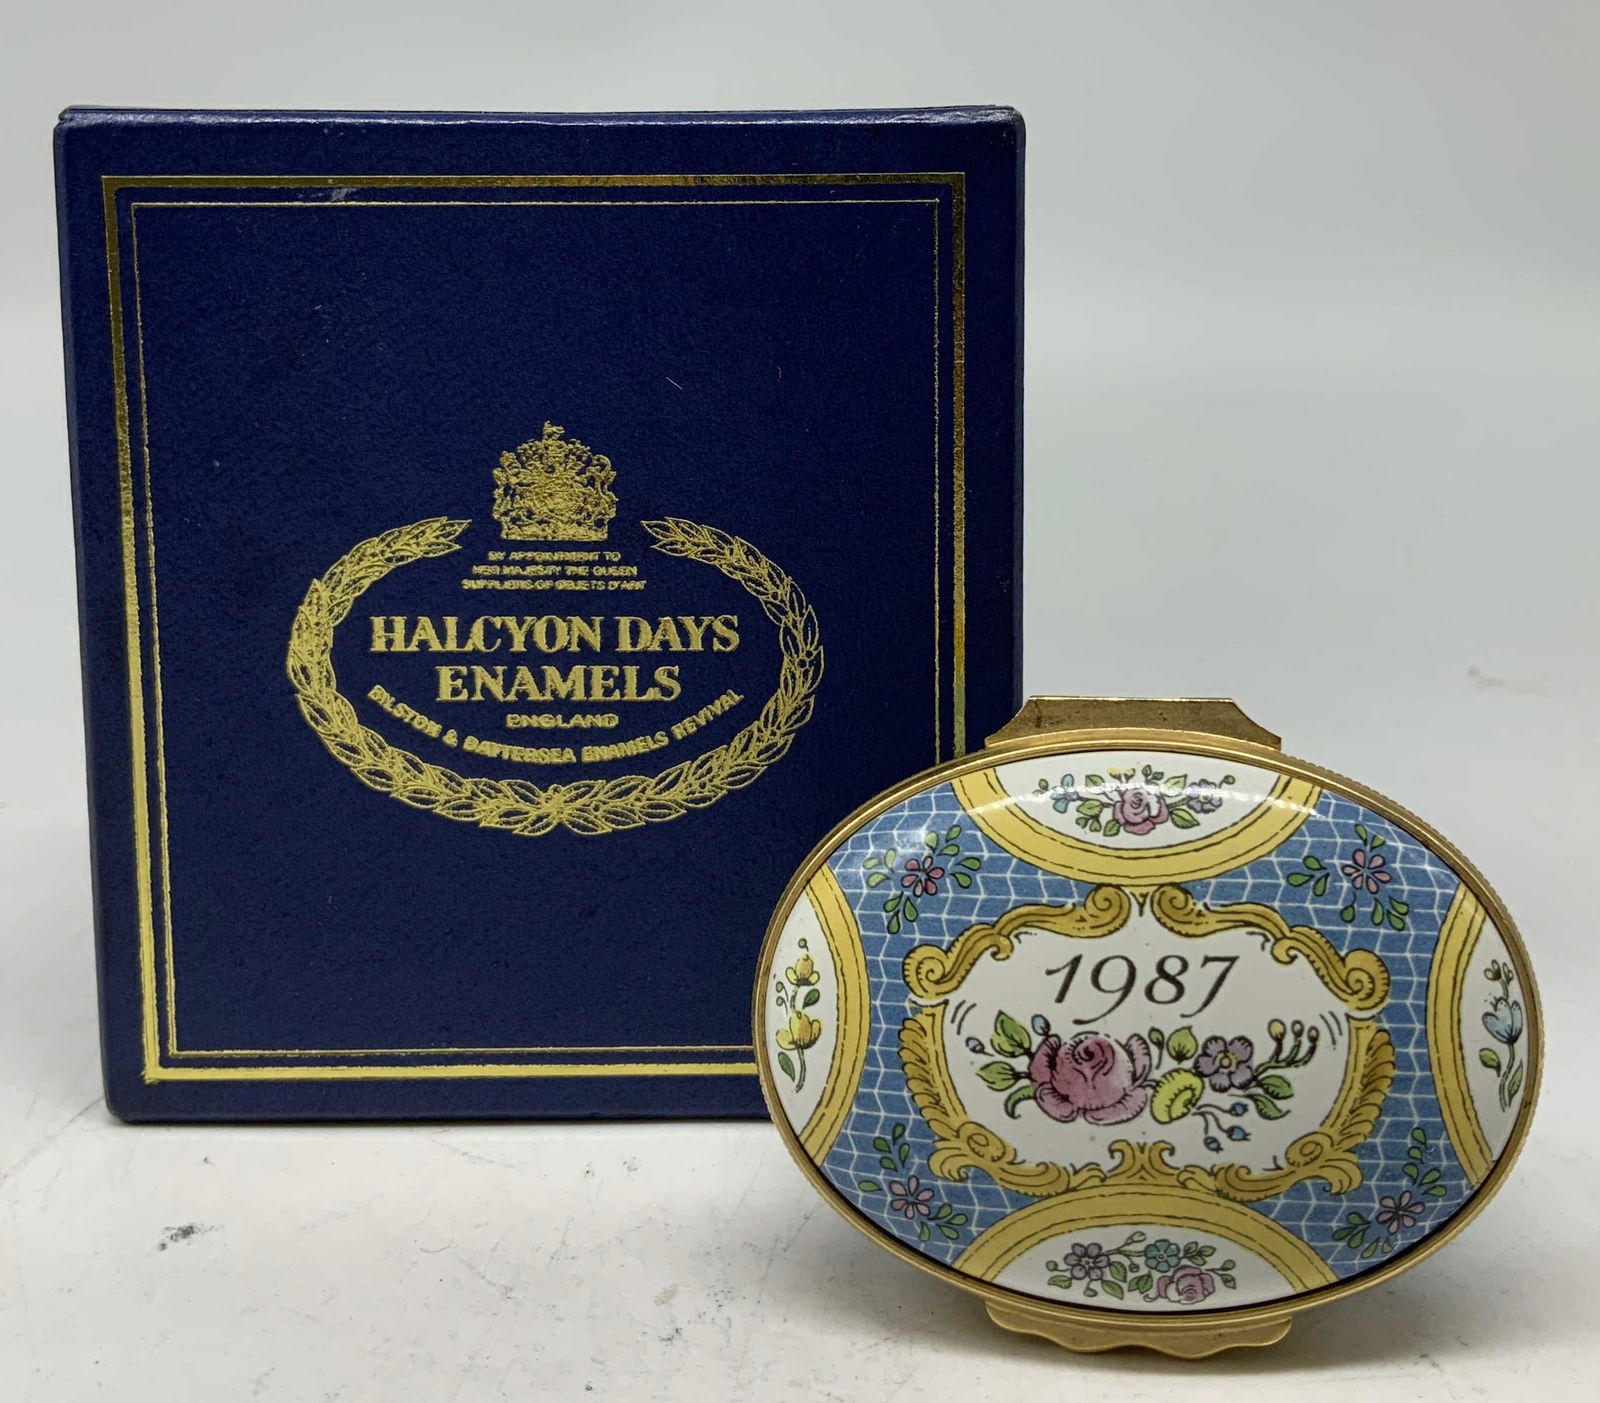 BY APPOINTMENT TO
HER MAJESTY THE QUEEN
SUPPLIERS OF OBJETS D'ART
HALCYON DAYS
ENAMELS
ENGLAND
BILSTON & BATTERSEA ENAMELS REVIVAL
1987